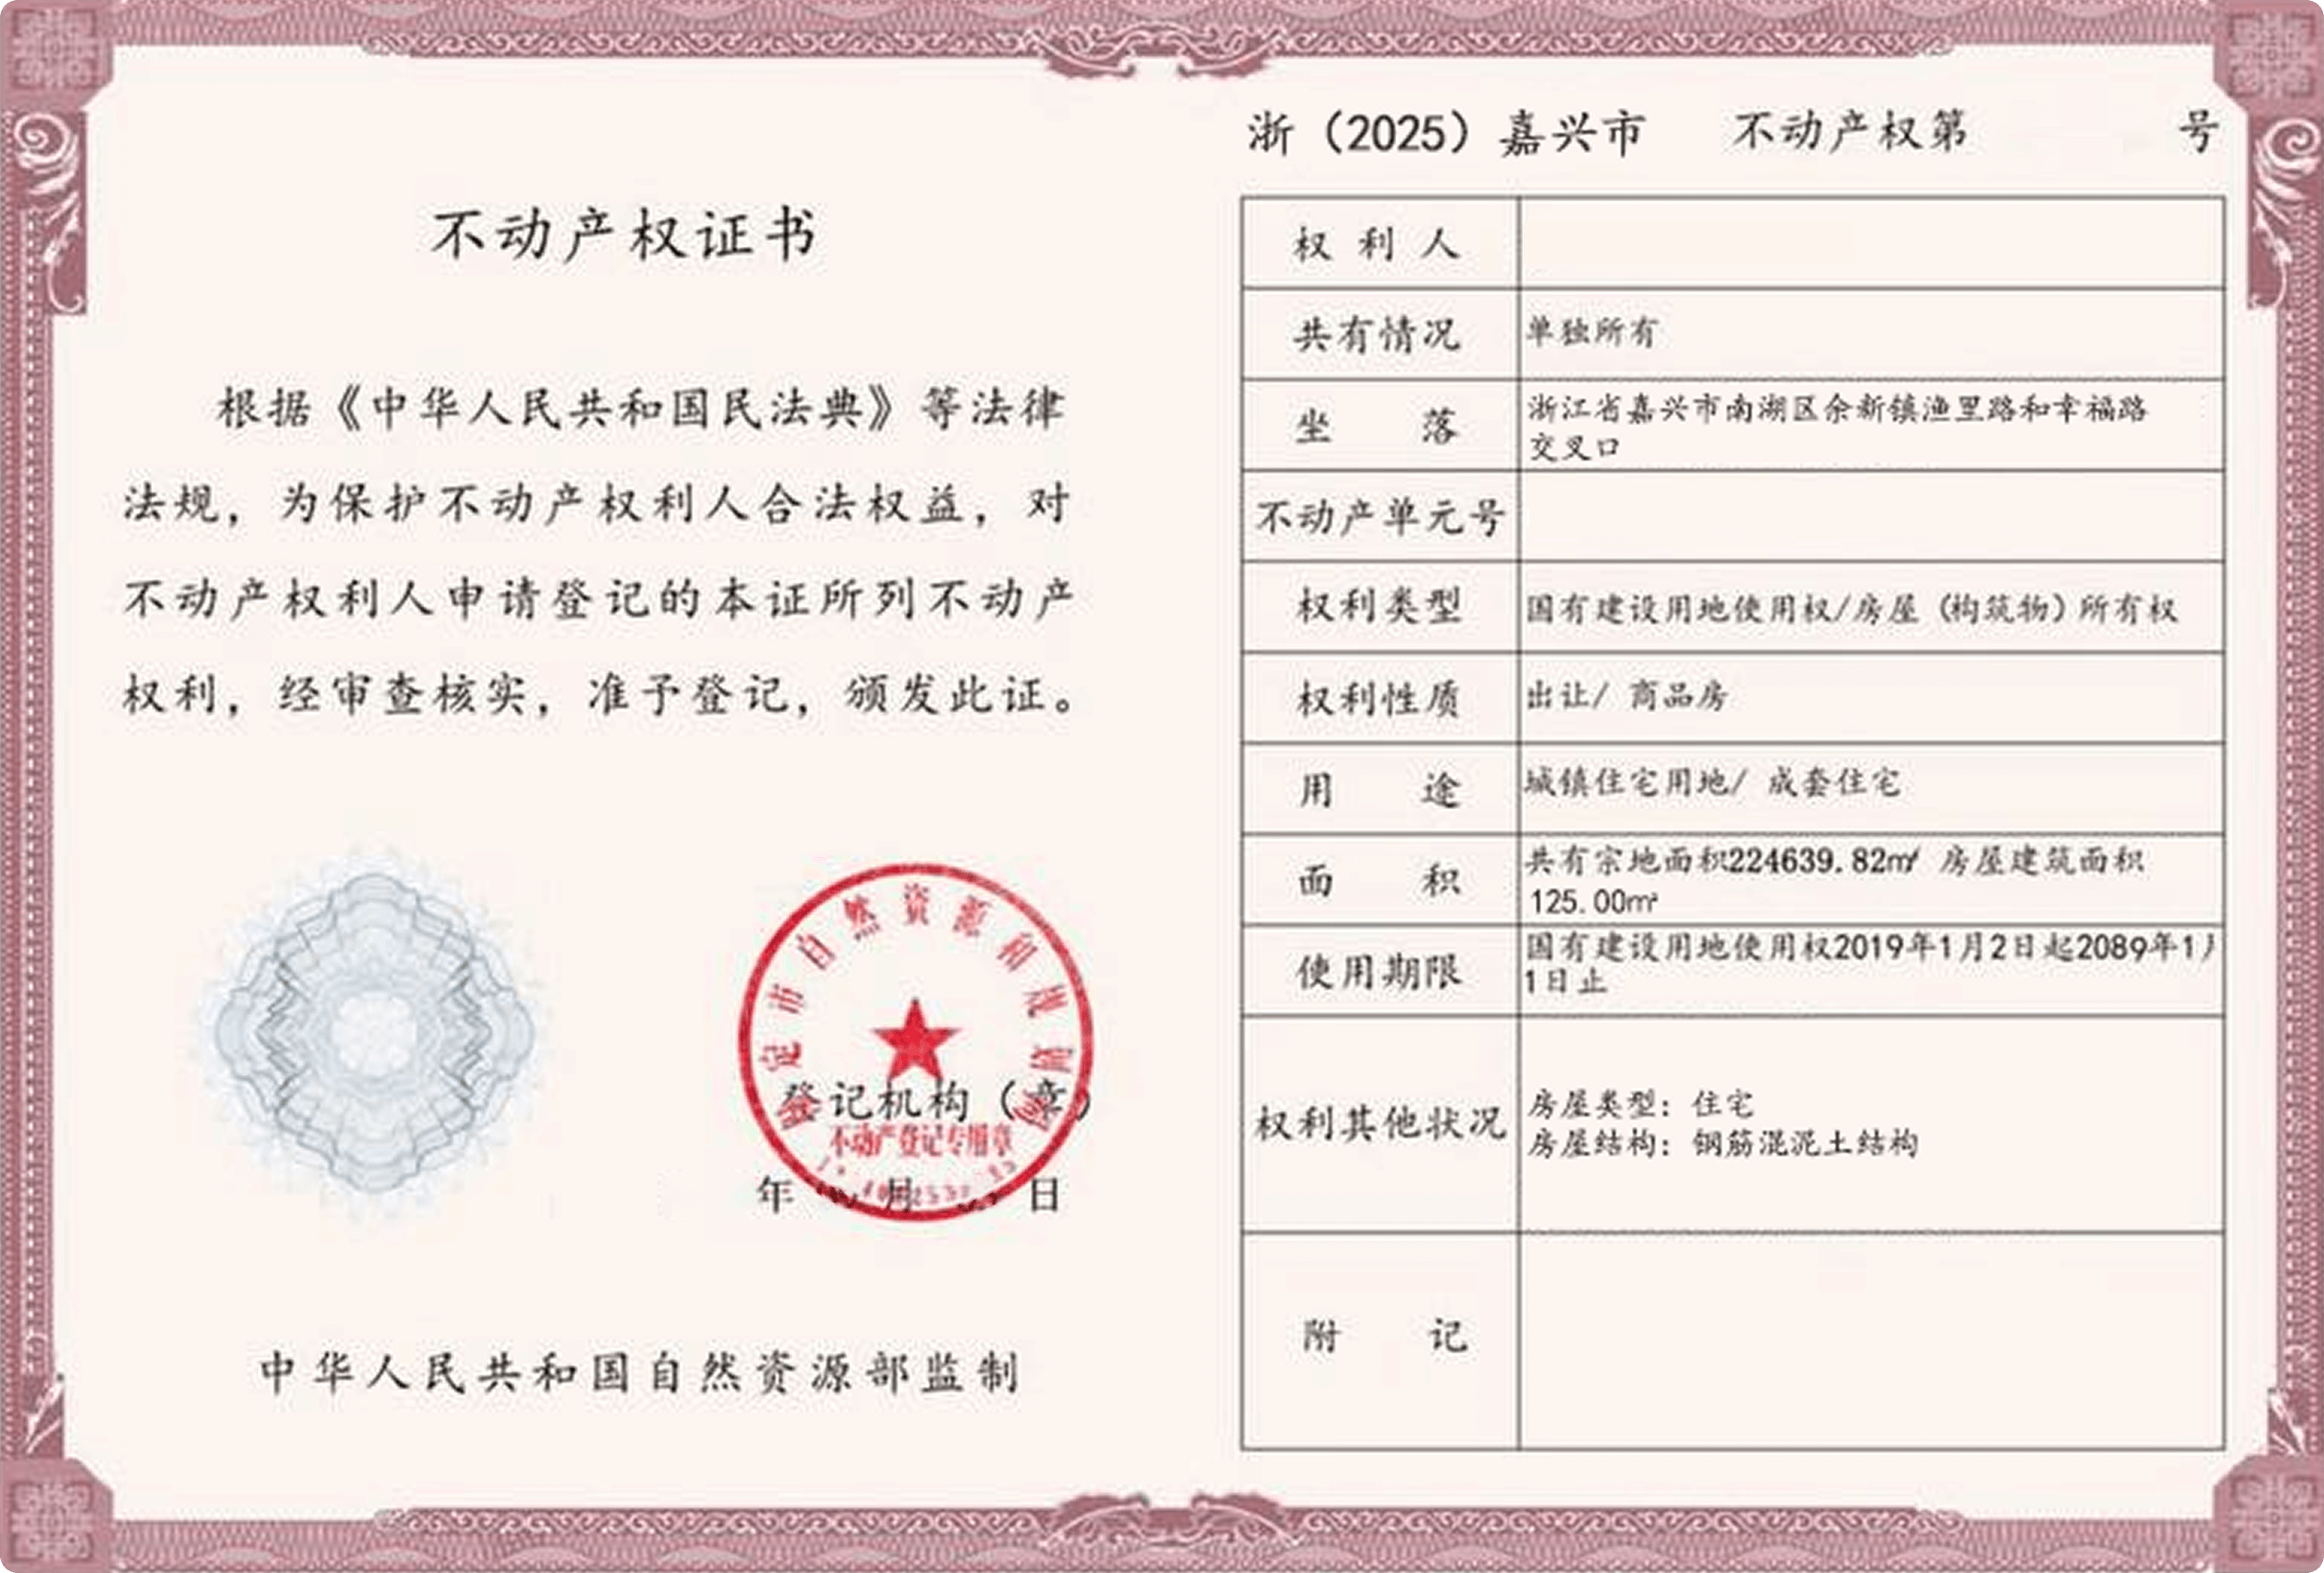 不动产权证书
根据《中华人民共和国民法典》等法律
法规，为保护不动产权利人合法权益，对
不动产权利人申请登记的本证所列不动产
权利，经审查核实，准予登记，颁发此证。
市自然資源和规划
登记机构（章）
不动产登记专用章
年 月 日
中华人民共和国自然资源部监制
浙（2025）嘉兴市 不动产权第 号
权利人
共有情况 单独所有
坐落 浙江省嘉兴市南湖区余新镇渔里路和幸福路
交叉口
不动产单元号
权利类型 国有建设用地使用权/房屋（构筑物）所有权
权利性质 出让/ 商品房
用途 城镇住宅用地/ 成套住宅
面积 共有宗地面积224639.82㎡ 房屋建筑面积
125.00㎡
使用期限 国有建设用地使用权2019年1月2日起2089年1月
1日止
权利其他状况 房屋类型：住宅
房屋结构：钢筋混泥土结构
附记